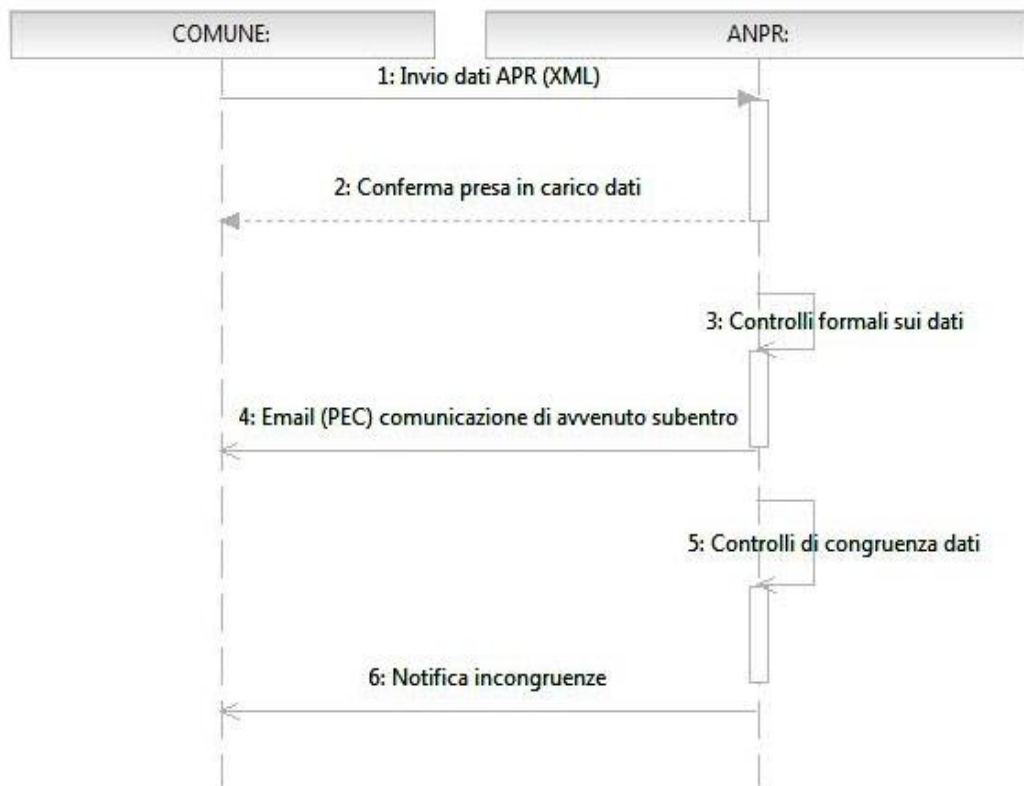 COMUNE:
ANPR:
1: Invio dati APR (XML)
2: Conferma presa in carico dati
3: Controlli formali sui dati
4: Email (PEC) comunicazione di avvenuto subentro
5: Controlli di congruenza dati
6: Notifica incongruenze